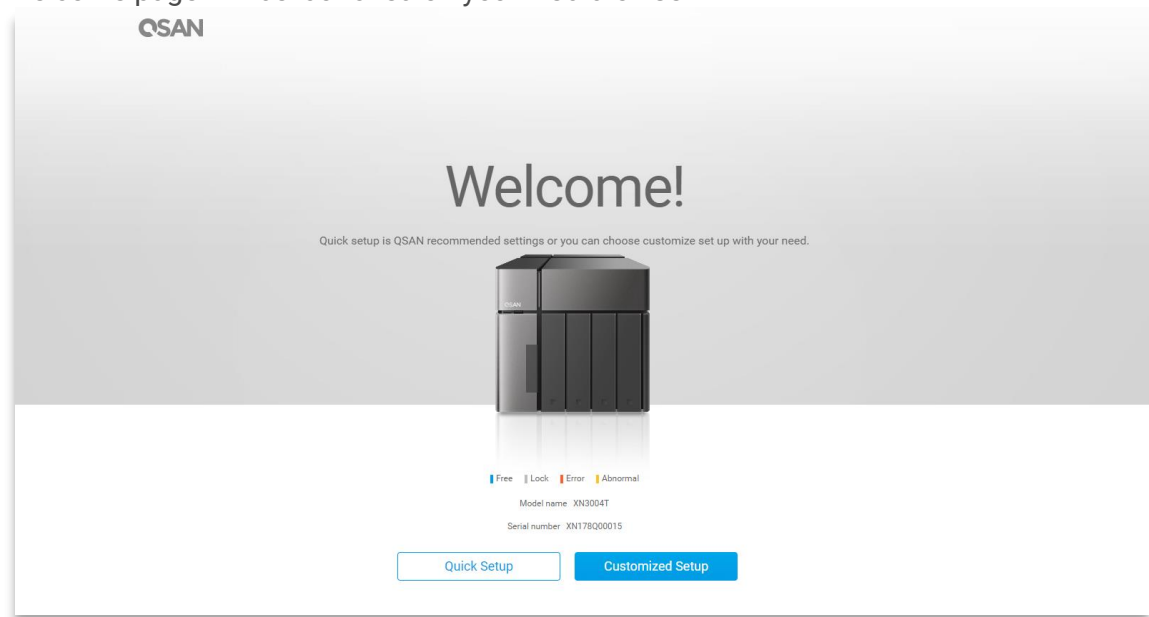 QSAN
Welcome!
Quick setup is QSAN recommended settings or you can choose customize set up with your need.
QSAN
Free Lock Error Abnormal
Model name XN3004T
Serial number XN178Q00015
Quick Setup Customized Setup